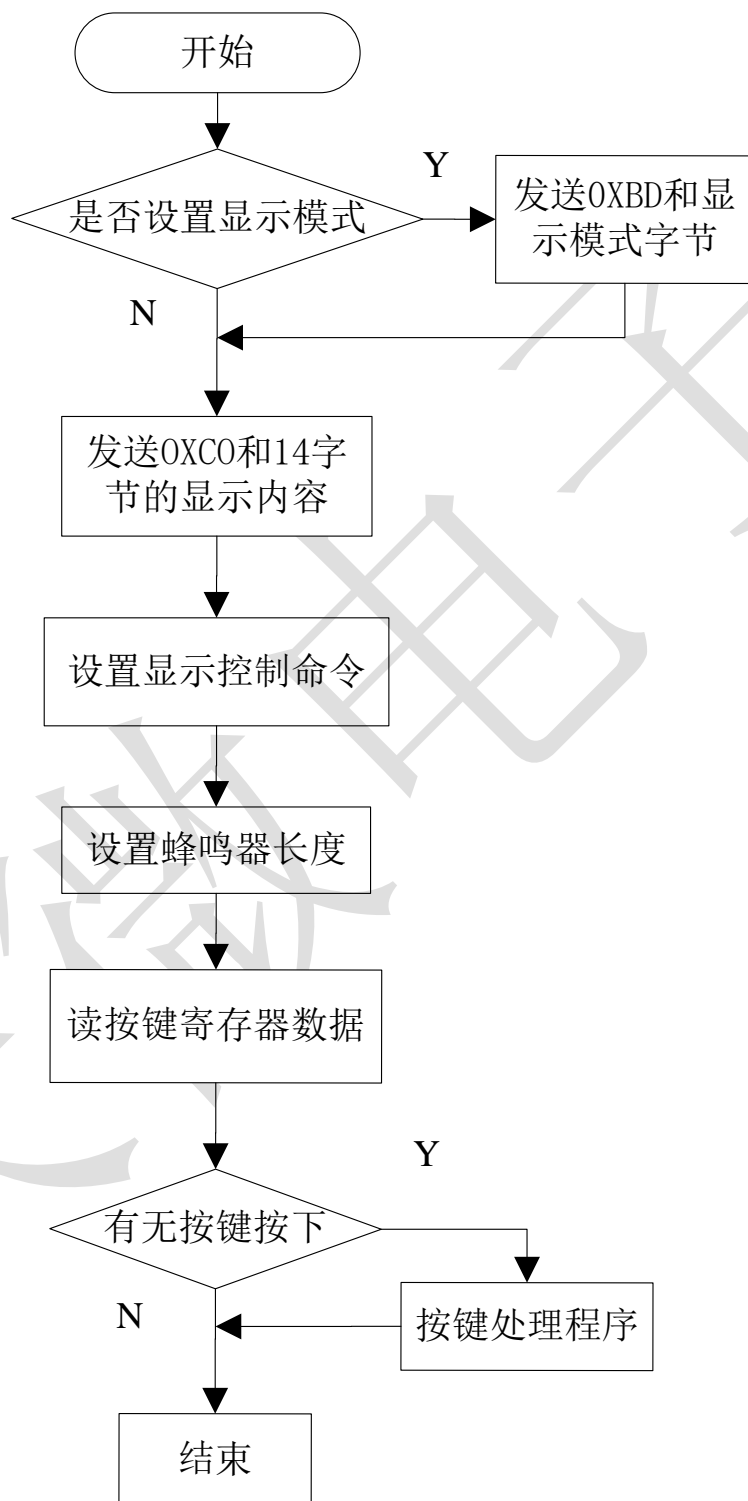 开始
是否设置显示模式
Y
发送0XBD和显
示模式字节
N
发送0XC0和14字
节的显示内容
设置显示控制命令
设置蜂鸣器长度
读按键寄存器数据
有无按键按下
Y
按键处理程序
N
结束
微电子